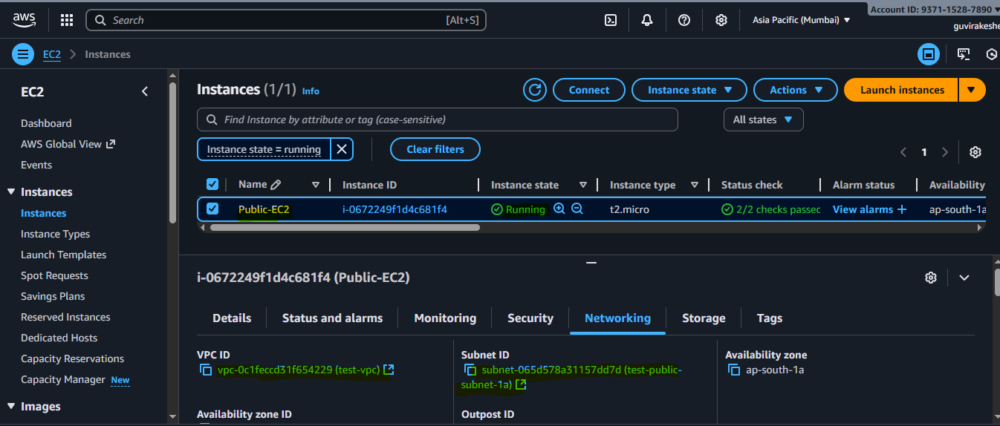 Account ID: 9371-1528-7890
aws
Search [Alt+S]
Asia Pacific (Mumbai)
EC2 Instances
EC2
Dashboard
AWS Global View
Events
Instances
Instances
Instance Types
Launch Templates
Spot Requests
Savings Plans
Reserved Instances
Dedicated Hosts
Capacity Reservations
Capacity Manager New
Images
Instances (1/1) Info
Connect Instance state Actions Launch instances
Find Instance by attribute or tag (case-sensitive) All states
Instance state = running Clear filters
1
Name Instance ID Instance state Instance type Status check Alarm status Availability
Public-EC2 i-0672249f1d4c681f4 Running t2.micro 2/2 checks passed View alarms + ap-south-1a
i-0672249f1d4c681f4 (Public-EC2)
Details Status and alarms Monitoring Security Networking Storage Tags
VPC ID
vpc-0c1feccd31f654229 (test-vpc)
Subnet ID
subnet-065d578a31157dd7d (test-public-
subnet-1a)
Availability zone
ap-south-1a
Availability zone ID
Outpost ID